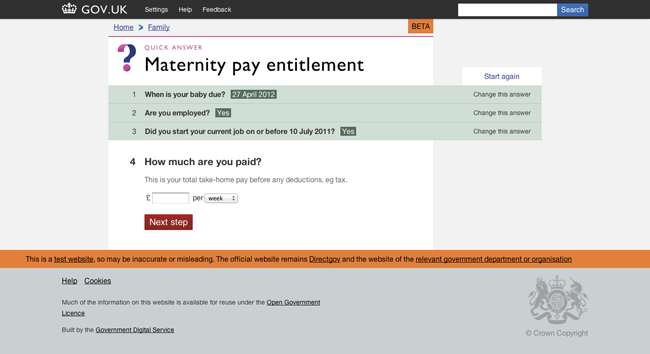 GOV.UK Settings Help Feedback Search
Home > Family BETA
QUICK ANSWER
? Maternity pay entitlement
Start again
1 When is your baby due? 27 April 2012 Change this answer
2 Are you employed? Yes Change this answer
3 Did you start your current job on or before 10 July 2011? Yes Change this answer
4 How much are you paid?
This is your total take-home pay before any deductions, eg tax.
£ per week
Next step
This is a test website, so may be inaccurate or misleading. The official website remains Directgov and the website of the relevant government department or organisation
Help Cookies
Much of the information on this website is available for reuse under the Open Government
Licence
Built by the Government Digital Service
© Crown Copyright